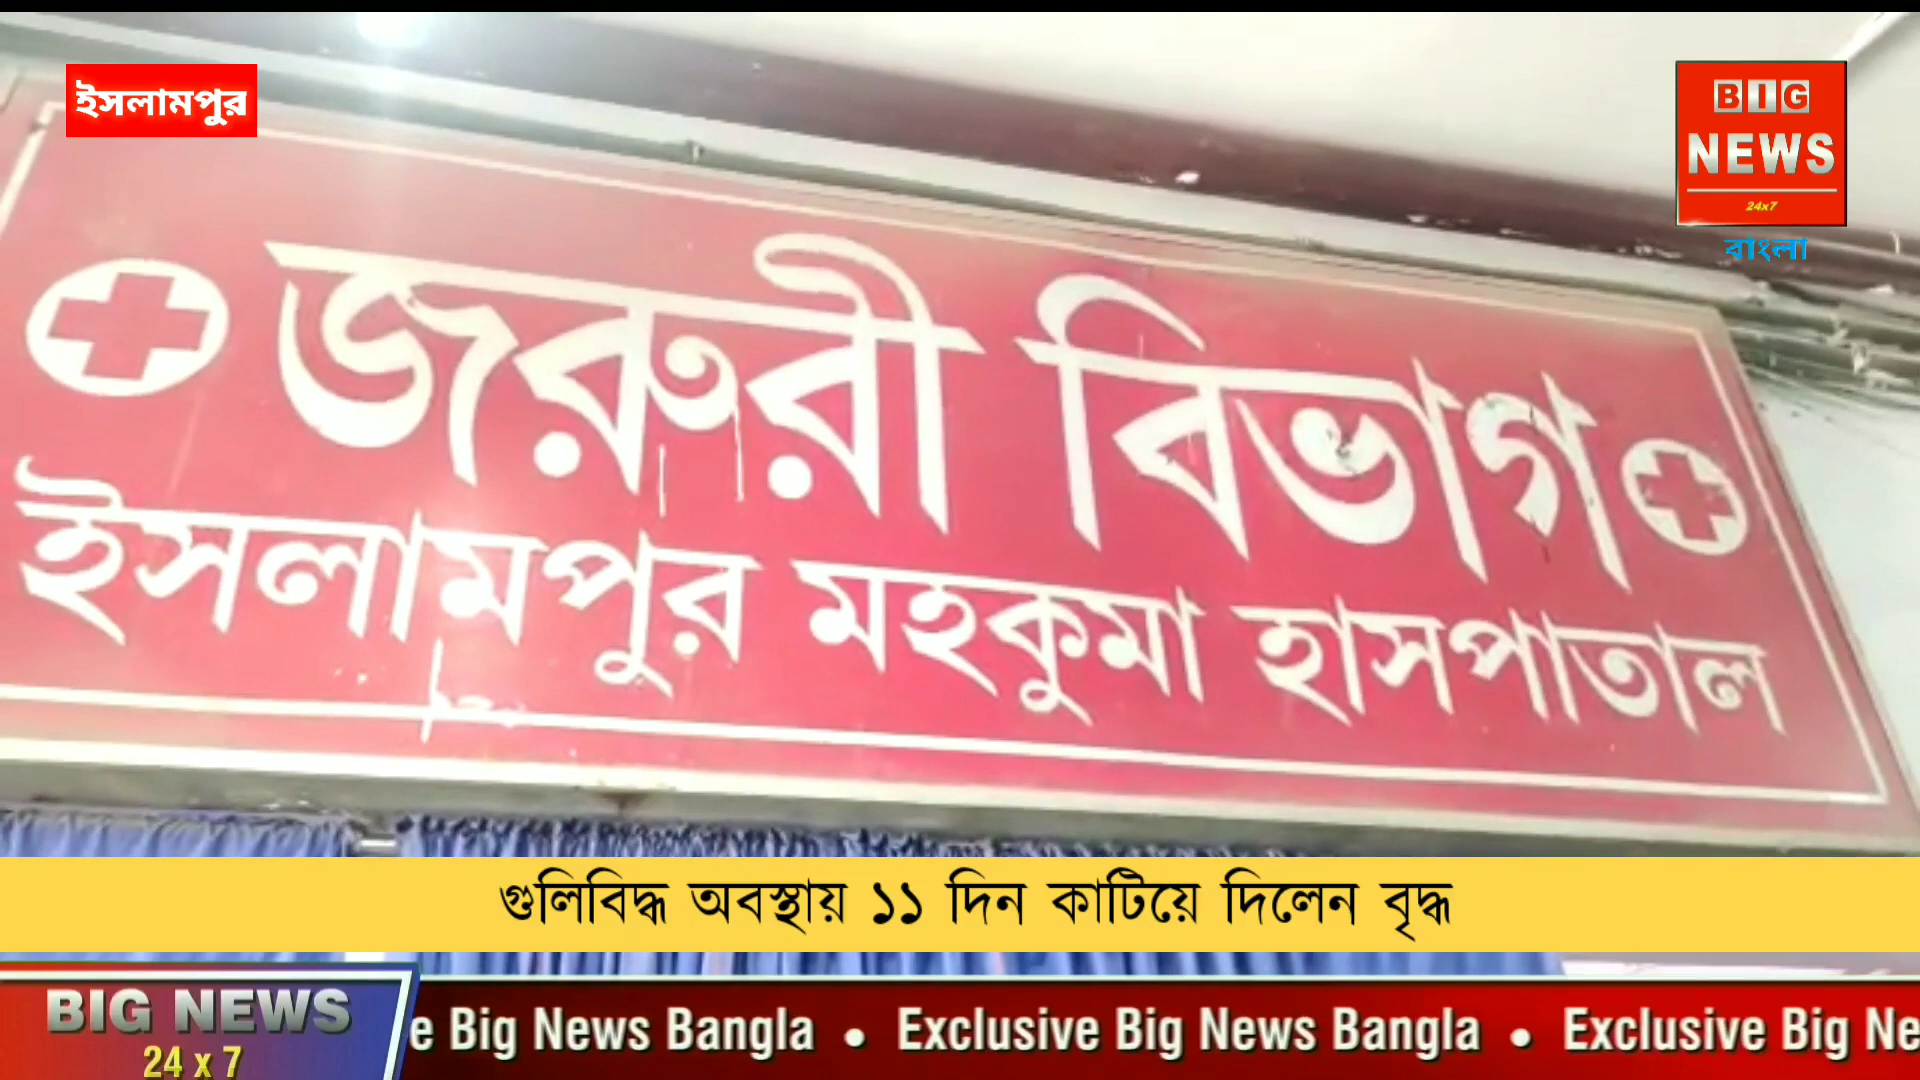 ইসলামপুর
BIG
NEWS
24x7
বাংলা
জরুরী বিভাগ
ইসলামপুর মহকুমা হাসপাতাল
গুলিবিদ্ধ অবস্থায় ১১ দিন কাটিয়ে দিলেন বৃদ্ধ
BIG NEWS
24 x 7
e Big News Bangla • Exclusive Big News Bangla • Exclusive Big Ne